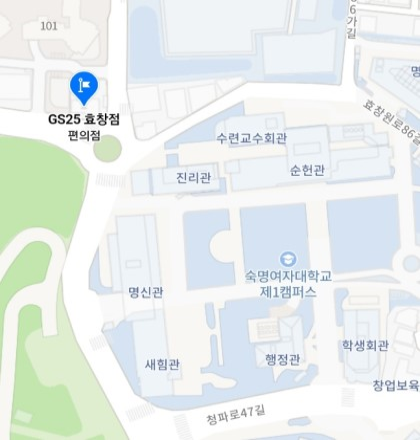 101
6가길
GS25 효창점
편의점
수련교수회관
효창원로86길
순헌관
진리관
숙명여자대학교
제1캠퍼스
명신관
학생회관
행정관
새힘관
창업보육
청파로47길